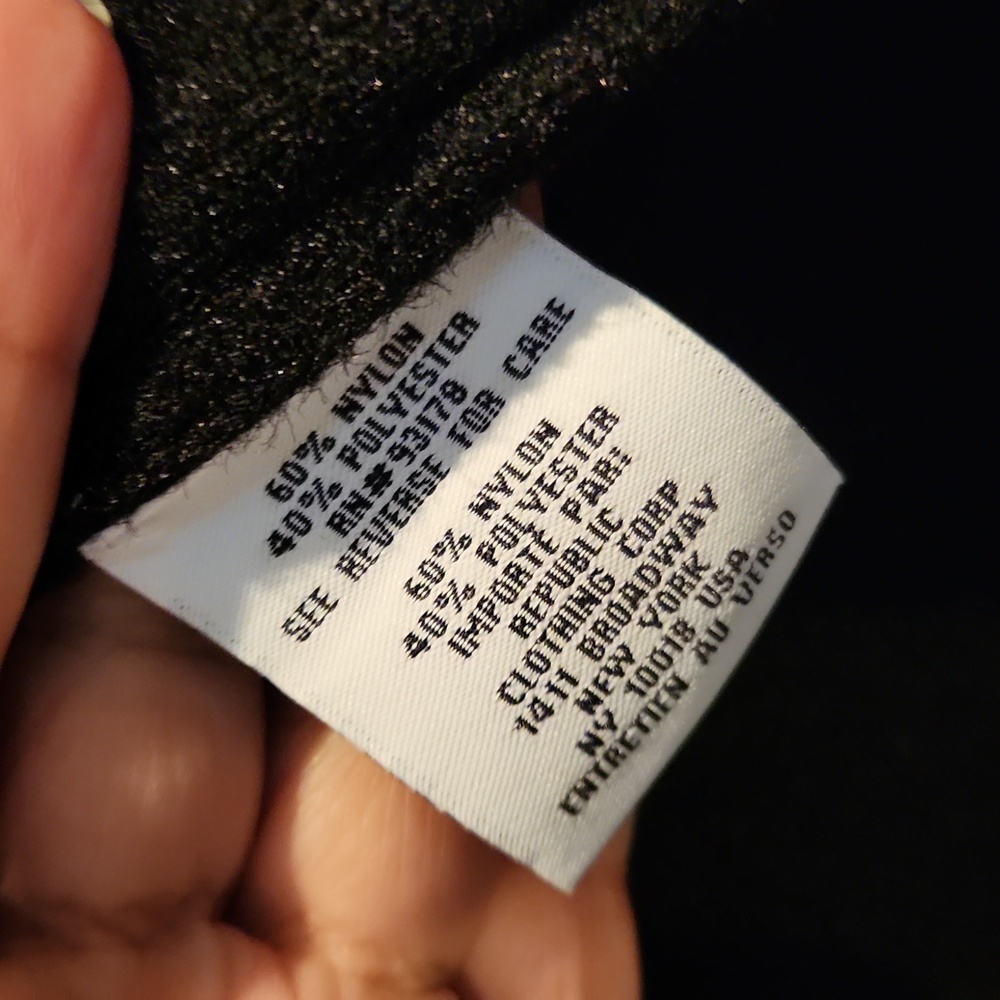 60% NYLON
40% POLYESTER
RN#93178
SEE REVERSE FOR CARE
60% NYLON
40% POLYESTER
IMPORTE PAR:
REPUBLIC
CLOTHING CORP
1411 BROADWAY
NEW YORK
NY 10018 USA
ENTRETIEN AU VERSO